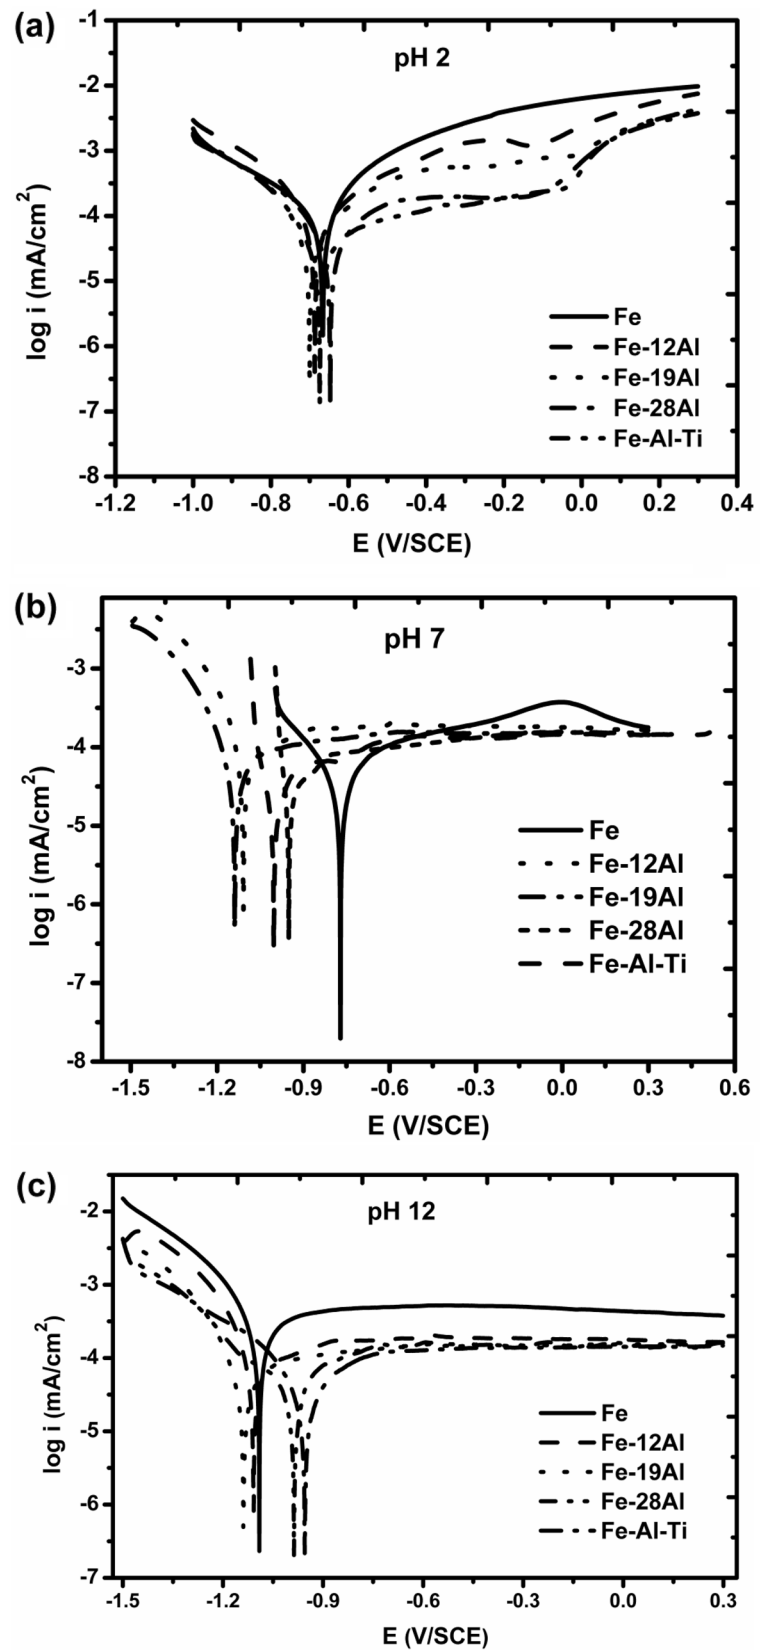 (a)
pH 2
-1
-2
-3
-4
-5
-6
-7
-8
log i (mA/cm²)
Fe
Fe-12Al
Fe-19Al
Fe-28Al
Fe-Al-Ti
-1.2 -1.0 -0.8 -0.6 -0.4 -0.2 0.0 0.2 0.4
E (V/SCE)
(b)
pH 7
-3
-4
-5
-6
-7
-8
log i (mA/cm²)
Fe
Fe-12Al
Fe-19Al
Fe-28Al
Fe-Al-Ti
-1.5 -1.2 -0.9 -0.6 -0.3 0.0 0.3 0.6
E (V/SCE)
(c)
pH 12
-2
-3
-4
-5
-6
-7
log i (mA/cm²)
Fe
Fe-12Al
Fe-19Al
Fe-28Al
Fe-Al-Ti
-1.5 -1.2 -0.9 -0.6 -0.3 0.0 0.3
E (V/SCE)